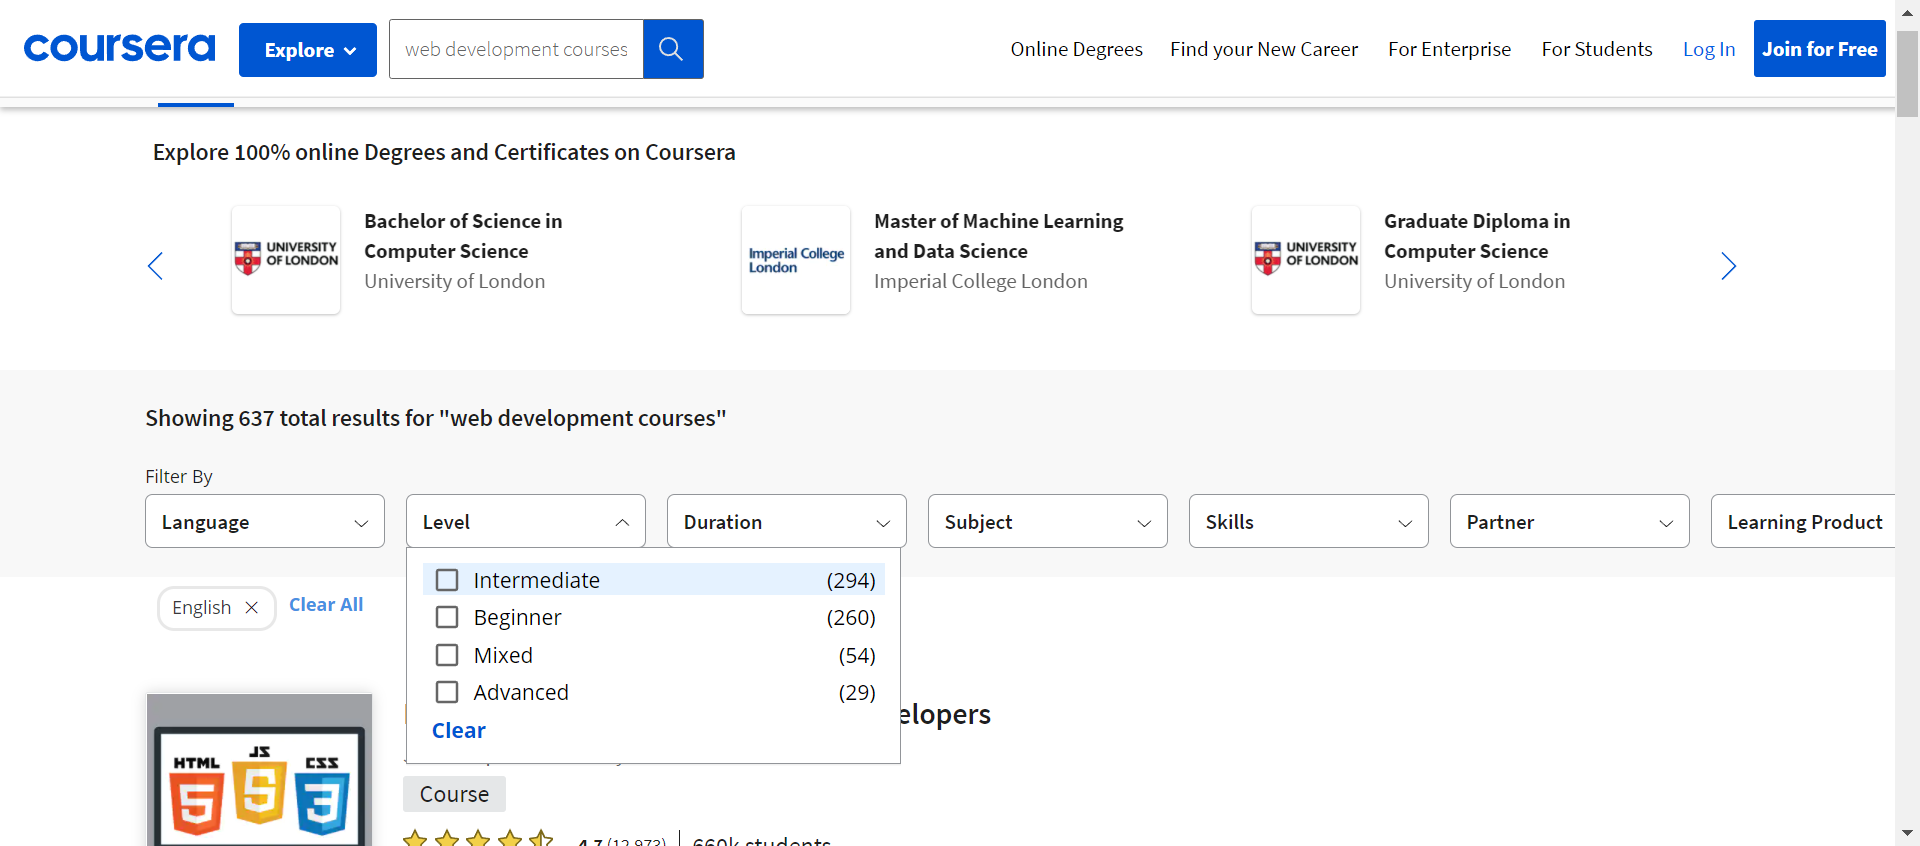 coursera
Explore
web development courses
Online Degrees
Find your New Career
For Enterprise
For Students
Log In
Join for Free
Explore 100% online Degrees and Certificates on Coursera
UNIVERSITY
OF LONDON
Bachelor of Science in
Computer Science
University of London
Imperial College
London
Master of Machine Learning
and Data Science
Imperial College London
UNIVERSITY
OF LONDON
Graduate Diploma in
Computer Science
University of London
Showing 637 total results for "web development courses"
Filter By
Language
Level
Duration
Subject
Skills
Partner
Learning Product
Intermediate (294)
Beginner (260)
Mixed (54)
Advanced (29)
Clear
English
Clear All
HTML
JS
CSS
5
3
elopers
Course
4.7 (12,973)
660k students